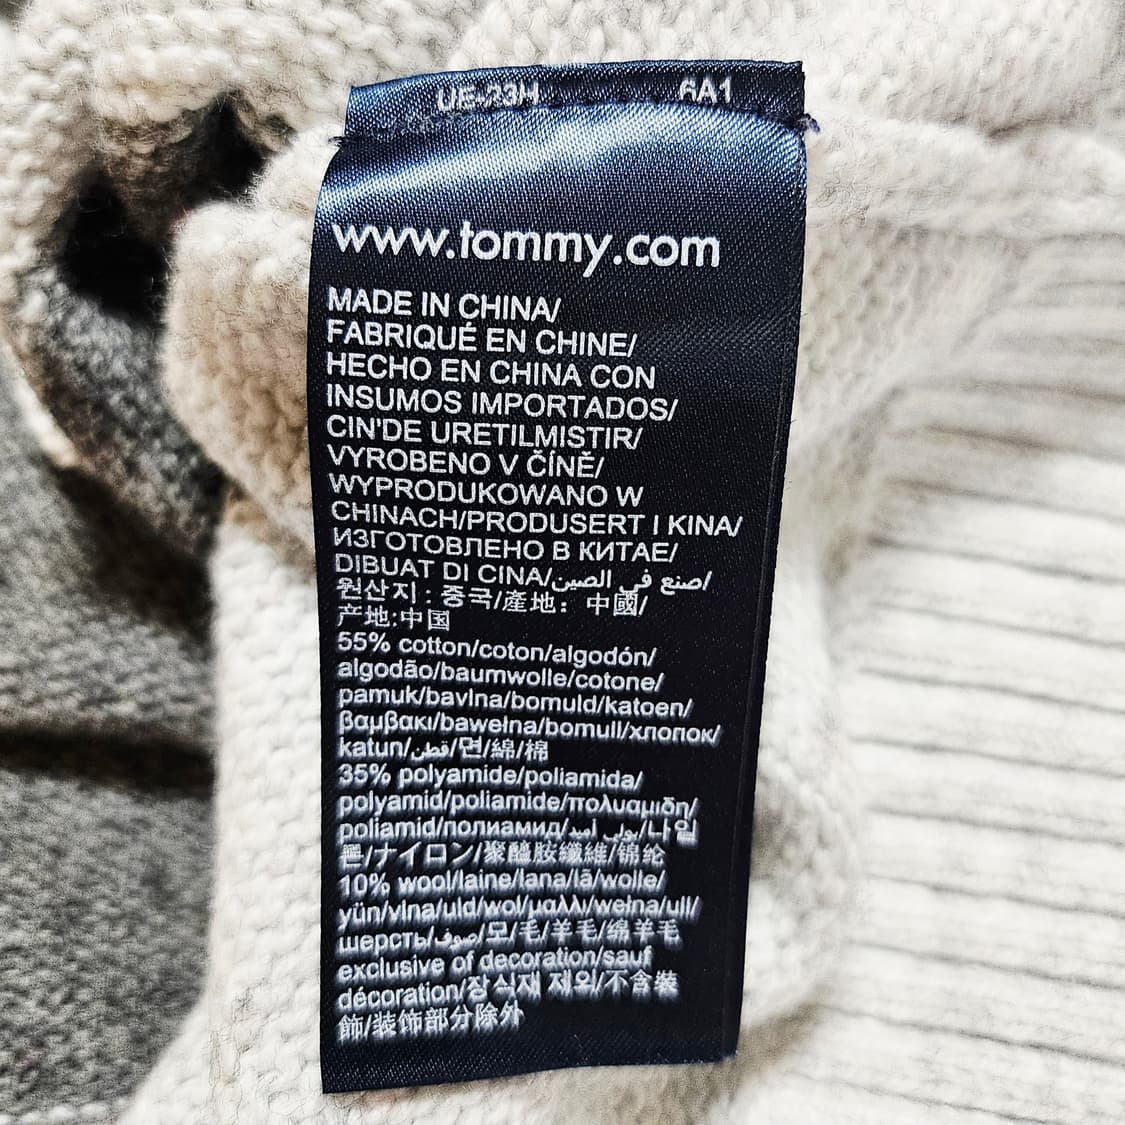 UE-23H 6A1
www.tommy.com
MADE IN CHINA/
FABRIQUÉ EN CHINE/
HECHO EN CHINA CON
INSUMOS IMPORTADOS/
CIN'DE URETILMISTIR/
VYROBENO V ČÍNĚ/
WYPRODUKOWANO W
CHINACH/PRODUSERT I KINA/
ИЗГОТОВЛЕНО В КИТАЕ/
DIBUAT DI CINA/صنع في الصين/
원산지 : 중국/產地：中國/
产地:中国
55% cotton/coton/algodón/
algodão/baumwolle/cotone/
pamuk/bavlna/bomuld/katoen/
βαμβακι/bawełna/bomull/хлопок/
katun/قطن/면/綿/棉
35% polyamide/poliamida/
polyamid/poliamide/πολυαμιδη/
poliamid/полиамид/بولي أميد/나일
론/ナイロン/聚醯胺纖維/锦纶
10% wool/laine/lana/lã/wolle/
yün/vlna/uld/wol/μαλλι/wełna/ull/
шерсть/صوف/모/毛/羊毛/绵羊毛
exclusive of decoration/sauf
décoration/장식재 제외/不含裝
飾/装饰部分除外